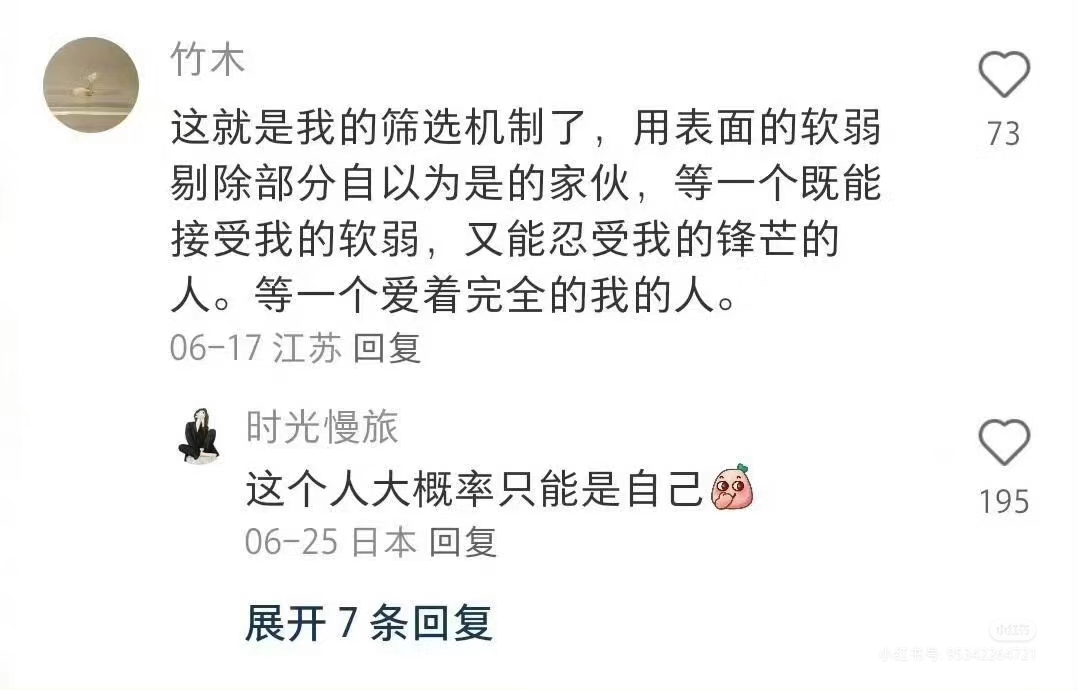 竹木
这就是我的筛选机制了，用表面的软弱
剔除部分自以为是的家伙，等一个既能
接受我的软弱，又能忍受我的锋芒的
人。等一个爱着完全的我的人。
06-17 江苏 回复
73
时光慢旅
这个人大概率只能是自己
06-25 日本 回复
195
展开 7 条回复
小红书
小红书号: 95342284721